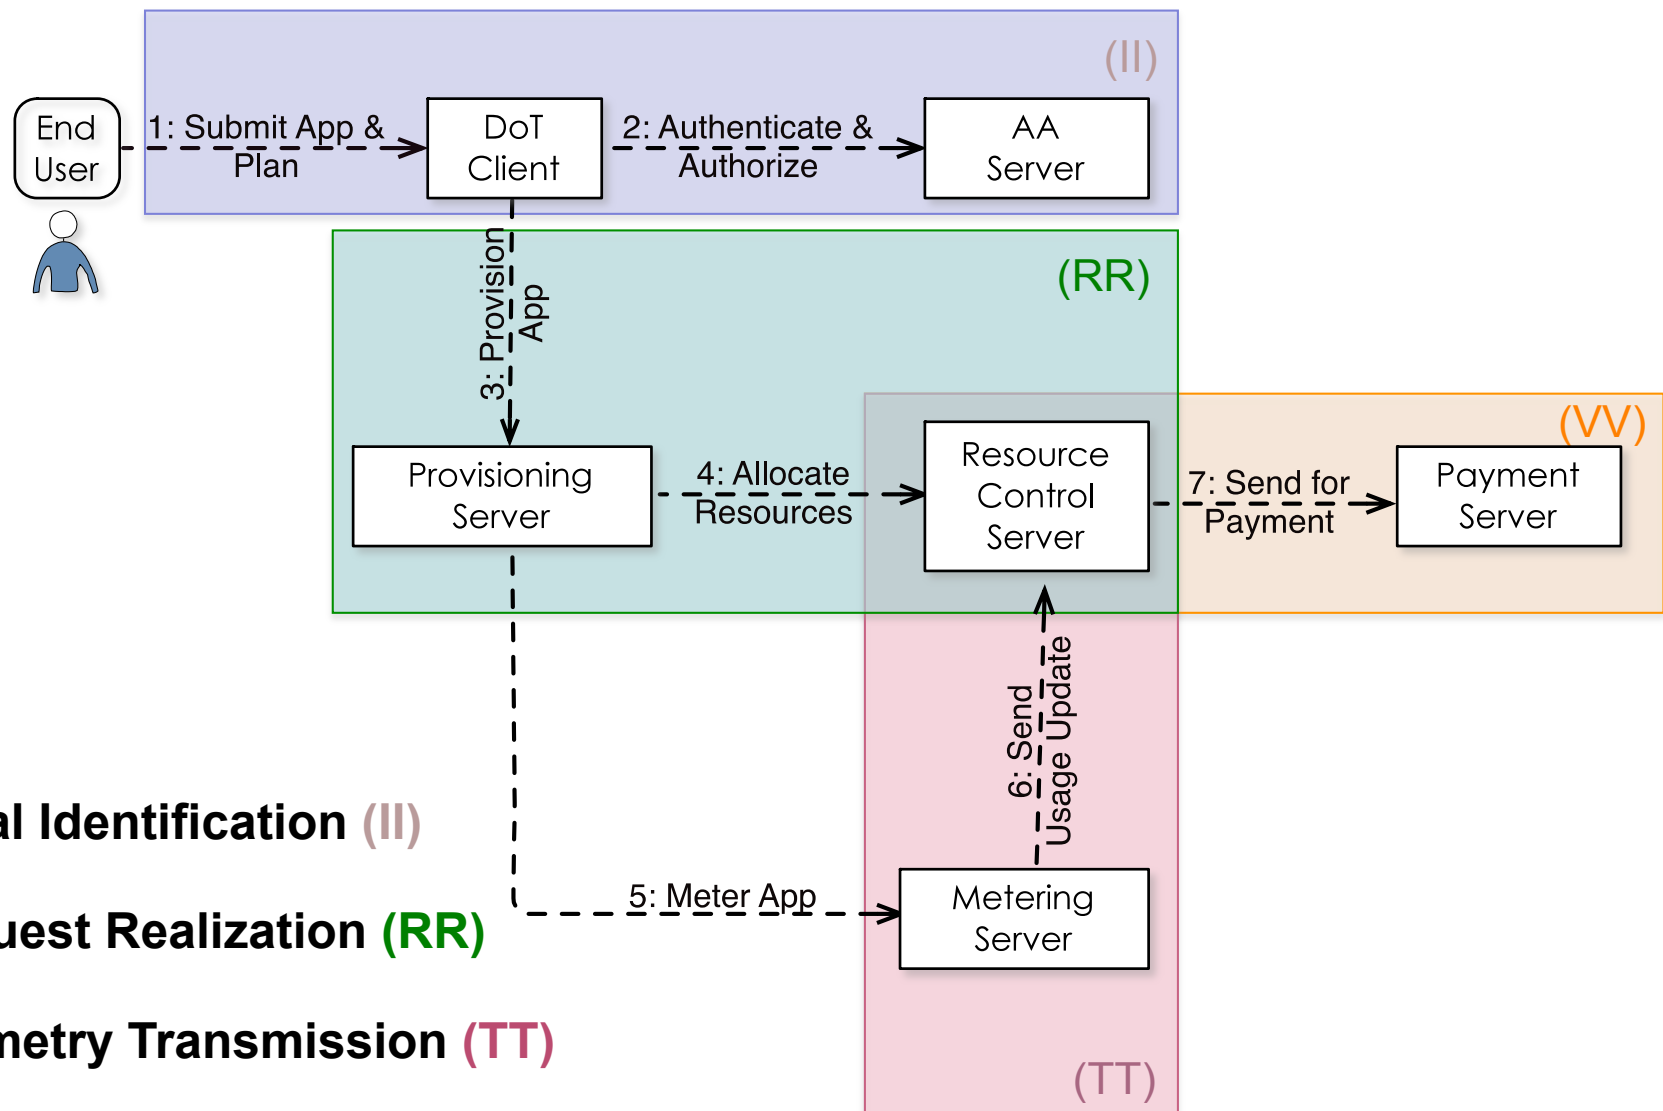 (II)
End
User
1: Submit App &
Plan
DoT
Client
2: Authenticate &
Authorize
AA
Server
3: Provision
App
(RR)
(VV)
Provisioning
Server
4: Allocate
Resources
Resource
Control
Server
7: Send for
Payment
Payment
Server
6: Send
Usage Update
5: Meter App
Metering
Server
(TT)
al Identification (II)
uest Realization (RR)
metry Transmission (TT)